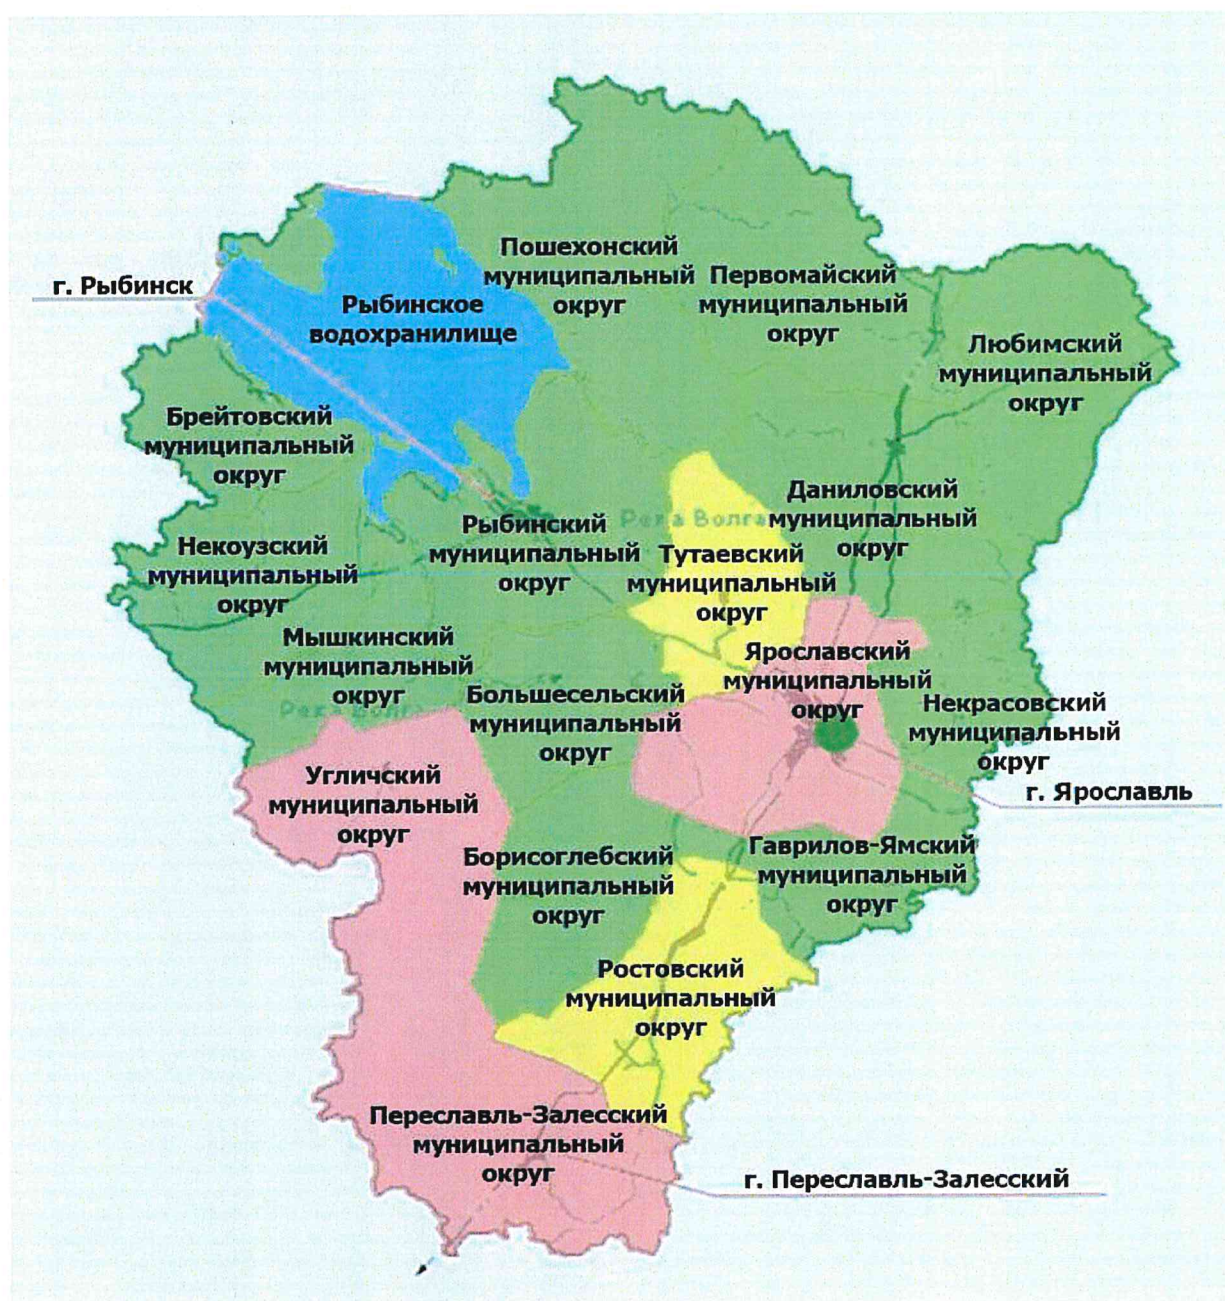 Пошехонский
муниципальный
округ
Первомайский
муниципальный
округ
г. Рыбинск
Рыбинское
водохранилище
Любимский
муниципальный
округ
Брейтовский
муниципальный
округ
Даниловский
муниципальный
округ
Река Волга
Рыбинский
муниципальный
округ
Некоузский
муниципальный
округ
Тутаевский
муниципальный
округ
Мышкинский
муниципальный
округ
Ярославский
муниципальный
округ
Большесельский
муниципальный
округ
Некрасовский
муниципальный
округ
Река Волга
Угличский
муниципальный
округ
г. Ярославль
Борисоглебский
муниципальный
округ
Гаврилов-Ямский
муниципальный
округ
Ростовский
муниципальный
округ
Переславль-Залесский
муниципальный
округ
г. Переславль-Залесский